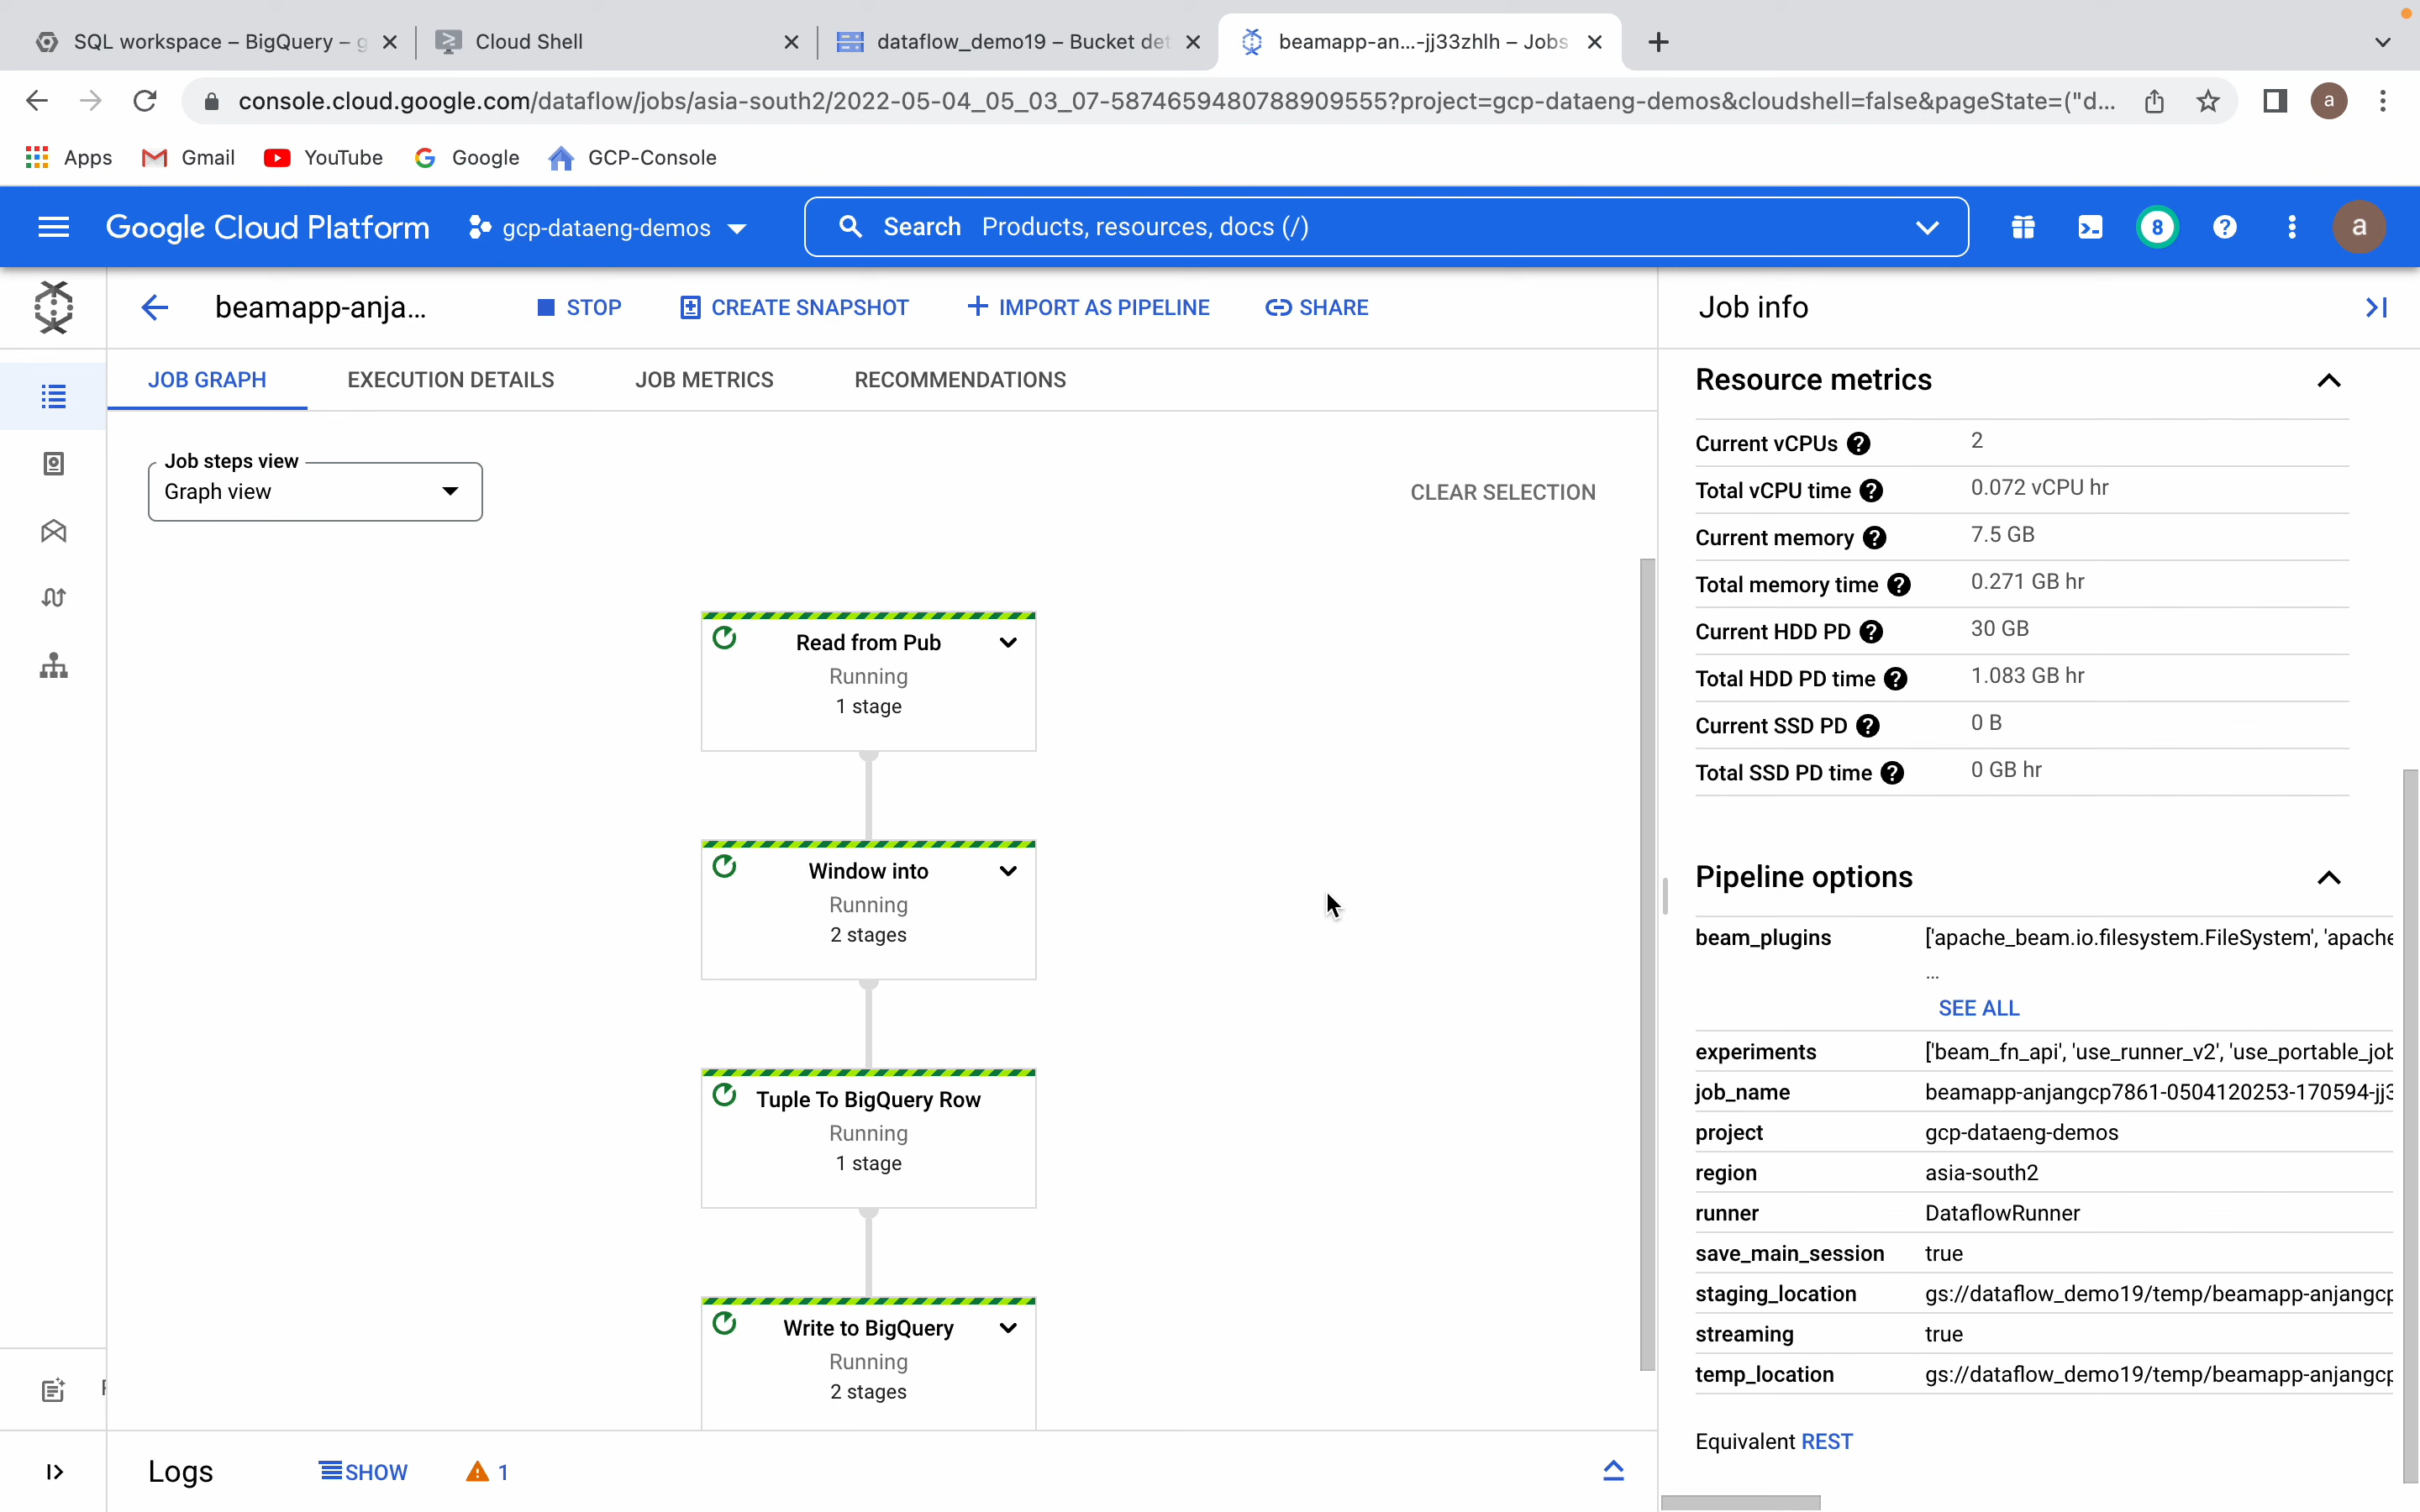 SQL workspace – BigQuery – g
Cloud Shell
dataflow_demo19 – Bucket det
beamapp-an...-jj33zhlh – Jobs
console.cloud.google.com/dataflow/jobs/asia-south2/2022-05-04_05_03_07-5874659480788909555?project=gcp-dataeng-demos&cloudshell=false&pageState=("d...
a
Apps
Gmail
YouTube
Google
GCP-Console
Google Cloud Platform
gcp-dataeng-demos
Search Products, resources, docs (/)
8
a
beamapp-anja...
STOP
CREATE SNAPSHOT
IMPORT AS PIPELINE
SHARE
JOB GRAPH
EXECUTION DETAILS
JOB METRICS
RECOMMENDATIONS
Job steps view
Graph view
CLEAR SELECTION
Read from Pub
Running
1 stage
Window into
Running
2 stages
Tuple To BigQuery Row
Running
1 stage
Write to BigQuery
Running
2 stages
Logs
SHOW
1
Job info
Resource metrics
Current vCPUs 2
Total vCPU time 0.072 vCPU hr
Current memory 7.5 GB
Total memory time 0.271 GB hr
Current HDD PD 30 GB
Total HDD PD time 1.083 GB hr
Current SSD PD 0 B
Total SSD PD time 0 GB hr
Pipeline options
beam_plugins ['apache_beam.io.filesystem.FileSystem', 'apache
...
SEE ALL
experiments ['beam_fn_api', 'use_runner_v2', 'use_portable_job
job_name beamapp-anjangcp7861-0504120253-170594-jj3
project gcp-dataeng-demos
region asia-south2
runner DataflowRunner
save_main_session true
staging_location gs://dataflow_demo19/temp/beamapp-anjangcp
streaming true
temp_location gs://dataflow_demo19/temp/beamapp-anjangcp
Equivalent REST